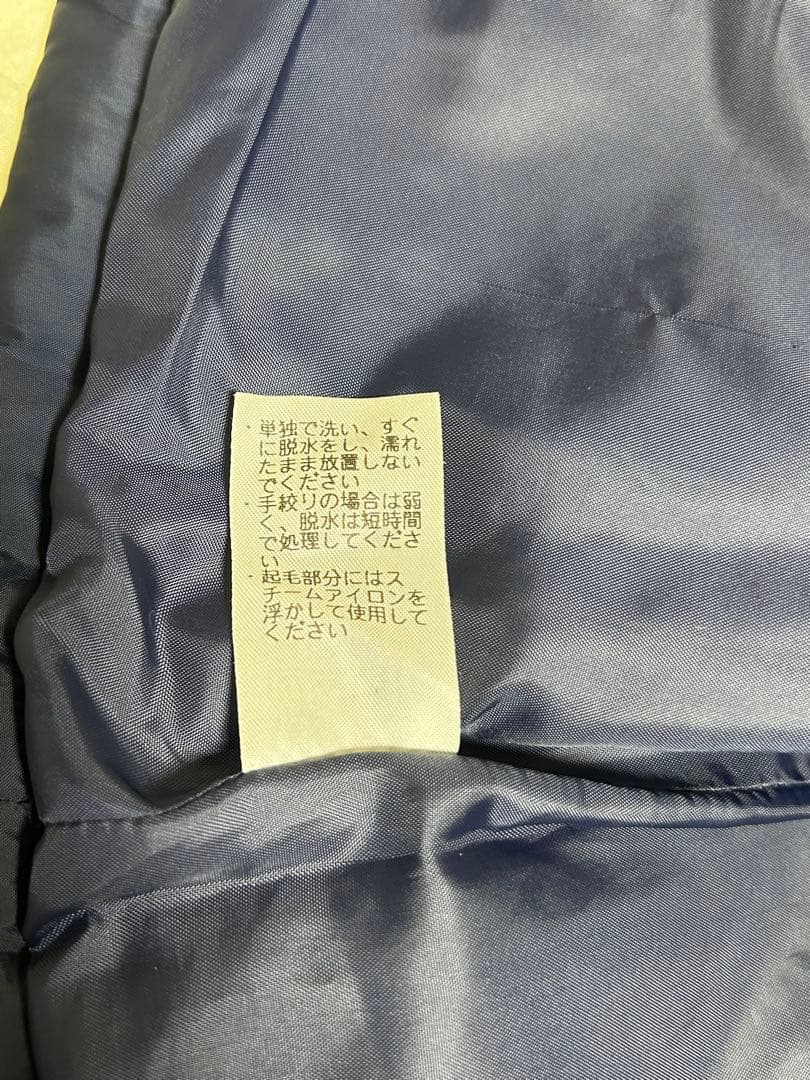 ・単独で洗い、すぐ
に脱水をし、濡れ
たまま放置しない
でください
・手絞りの場合は弱
く、脱水は短時間
で処理してくださ
い
・起毛部分にはス
チームアイロンを
浮かして使用して
ください